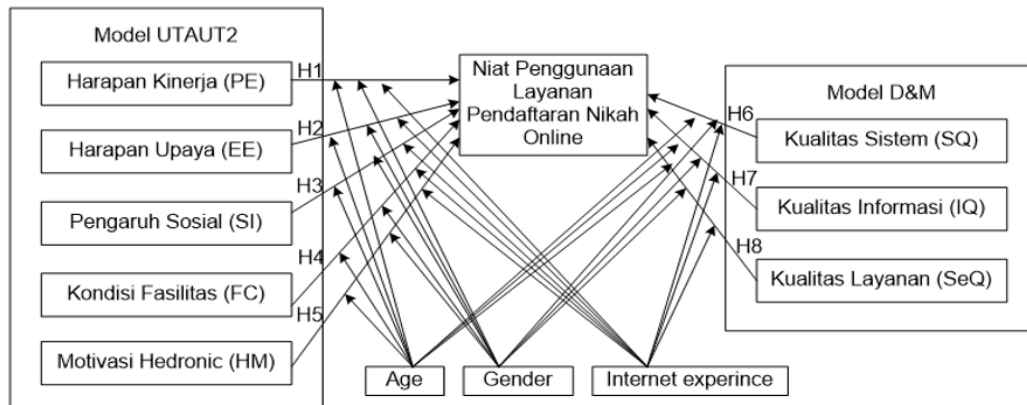 Model UTAUT2
Harapan Kinerja (PE)
Harapan Upaya (EE)
Pengaruh Sosial (SI)
Kondisi Fasilitas (FC)
Motivasi Hedronic (HM)
H1
H2
H3
H4
H5
Niat Penggunaan
Layanan
Pendaftaran Nikah
Online
Model D&M
H6
Kualitas Sistem (SQ)
H7
Kualitas Informasi (IQ)
H8
Kualitas Layanan (SeQ)
Age
Gender
Internet experince